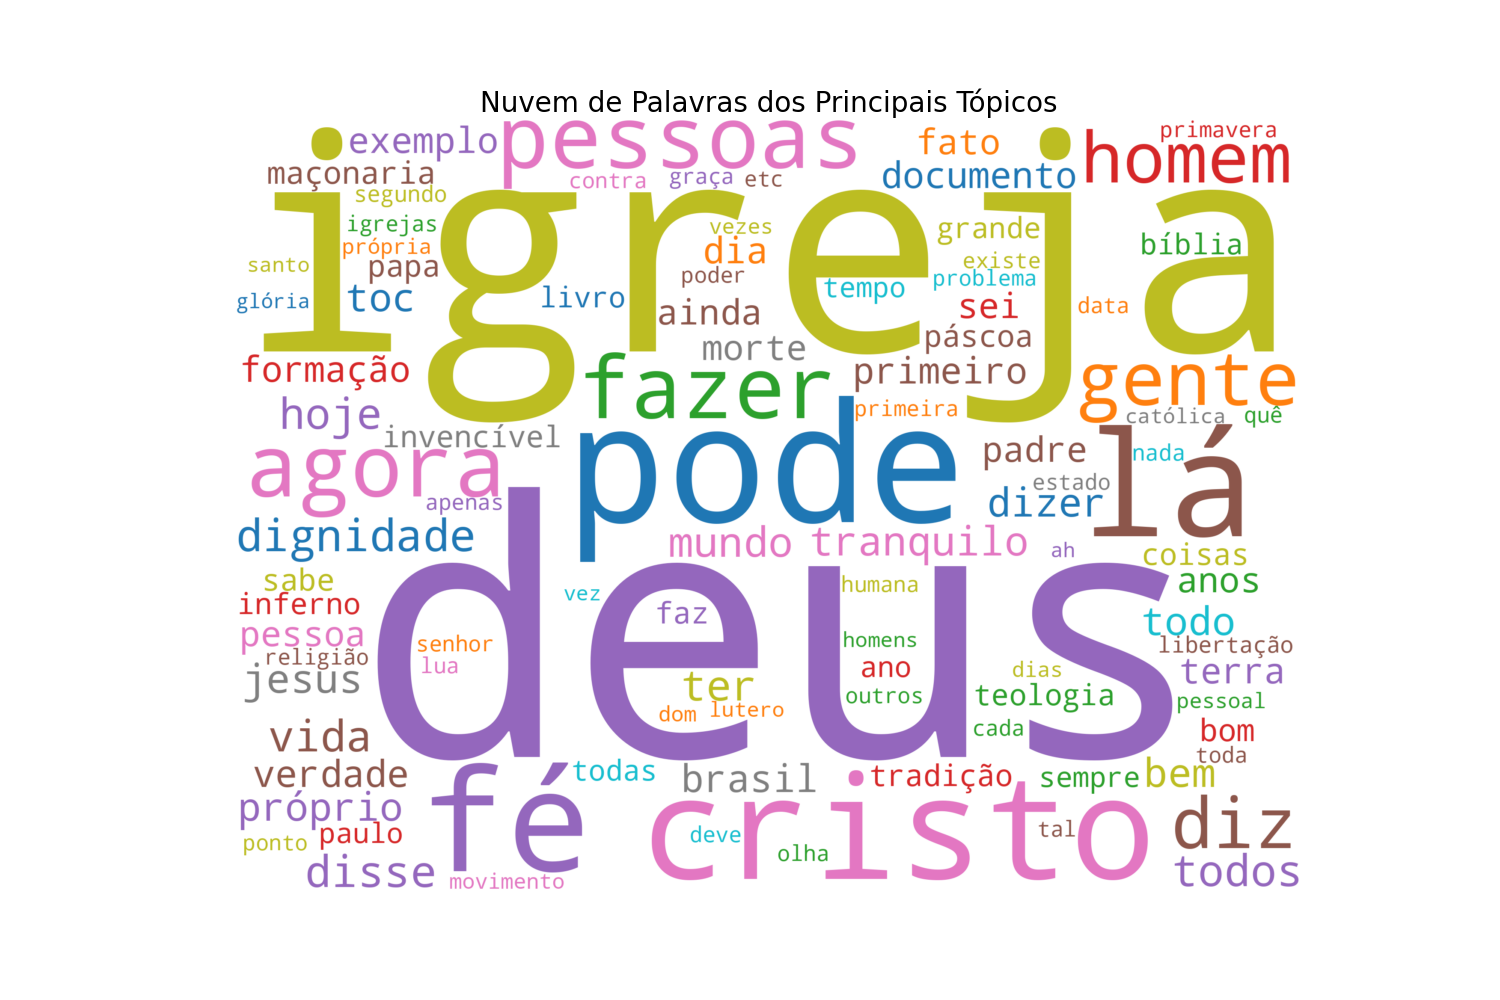 Nuvem de Palavras dos Principais Tópicos
igreja
exemplo
pessoas
fato
primavera
homem
maçonaria
contra
graça
etc
documento
segundo
igrejas
vezes
grande
própria
dia
bíblia
santo
papa
poder
existe
problema
glória
toc
livro
tempo
ainda
sei
data
páscoa
morte
formação
fazer
primeiro
gente
hoje
primeira
católica
quê
invencível
agora
pode
padre
nada
lá
apenas
estado
dizer
dignidade
mundo
tranquilo
ah
coisas
deus
sabe
humana
anos
inferno
vez
faz
todo
pessoa
senhor
homens
libertação
religião
lua
ano
dias
terra
jesus
ter
outros
teologia
pessoal
dom
lutero
cada
bom
vida
toda
verdade
fé
todas
brasil
tradição
sempre
bem
próprio
cristo
diz
ponto
paulo
deve
tal
olha
disse
movimento
todos